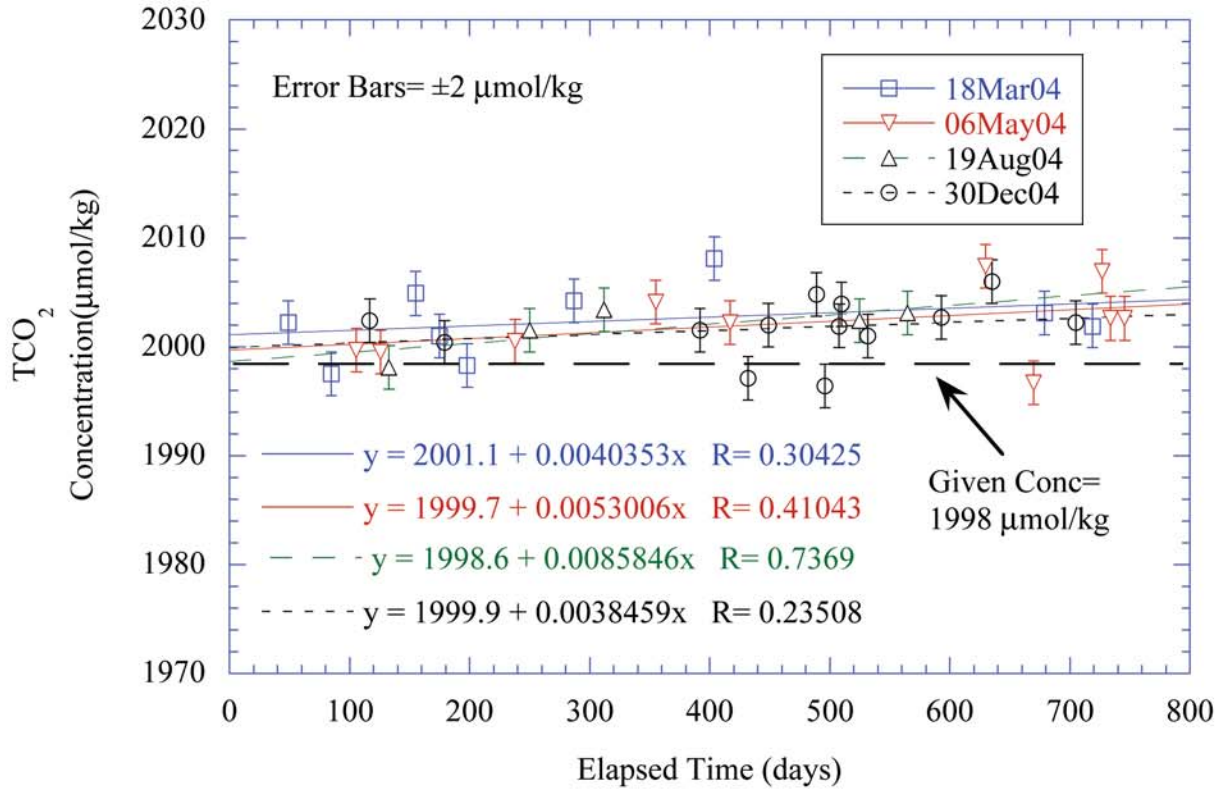 2030
2020
2010
2000
1990
1980
1970
TCO2
Concentration(μmol/kg)
Error Bars= ±2 μmol/kg
18Mar04
06May04
19Aug04
30Dec04
y = 2001.1 + 0.0040353x R= 0.30425
y = 1999.7 + 0.0053006x R= 0.41043
y = 1998.6 + 0.0085846x R= 0.7369
y = 1999.9 + 0.0038459x R= 0.23508
Given Conc=
1998 μmol/kg
0 100 200 300 400 500 600 700 800
Elapsed Time (days)